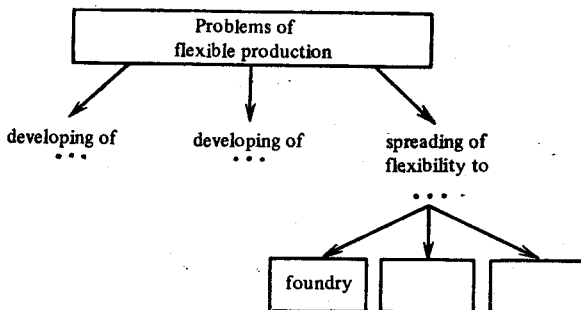 Problems of
flexible production
developing of
...
developing of
...
spreading of
flexibility to
...
foundry